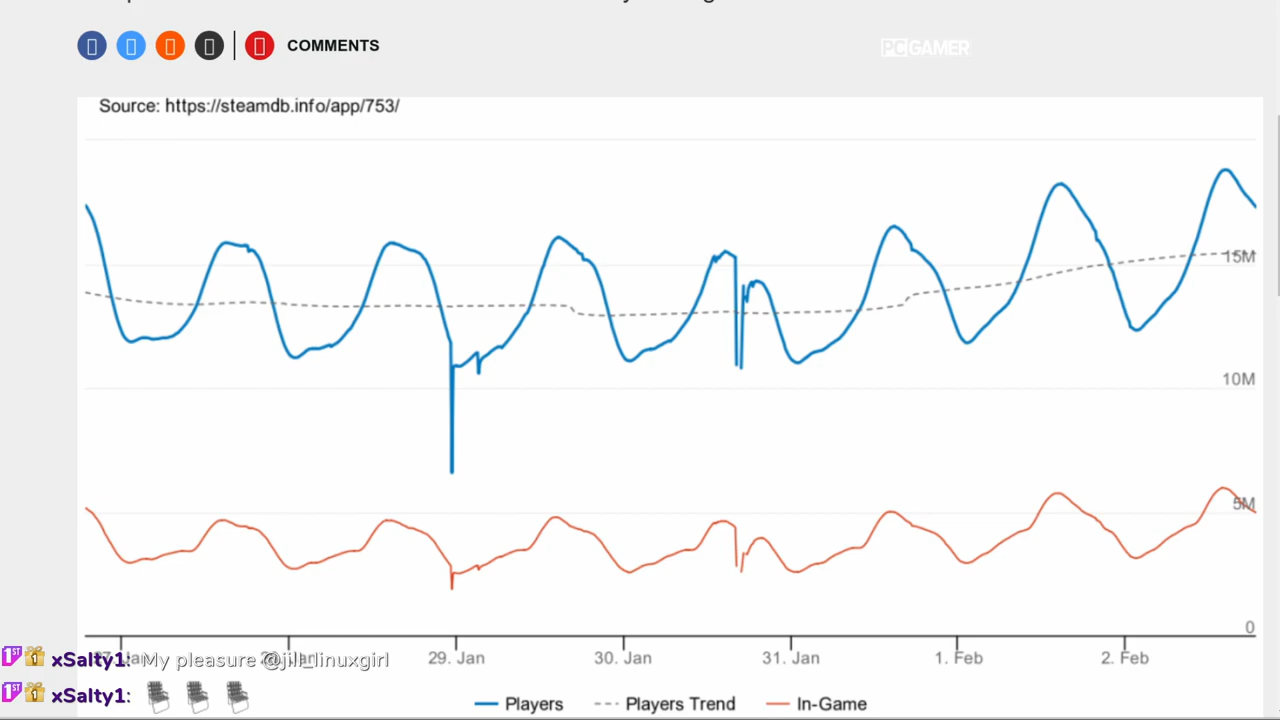 COMMENTS
PC GAMER
Source: https://steamdb.info/app/753/
15M
10M
5M
0
29. Jan
30. Jan
31. Jan
1. Feb
2. Feb
xSalty1: My pleasure @jill_linuxgirl
xSalty1:
Players
Players Trend
In-Game